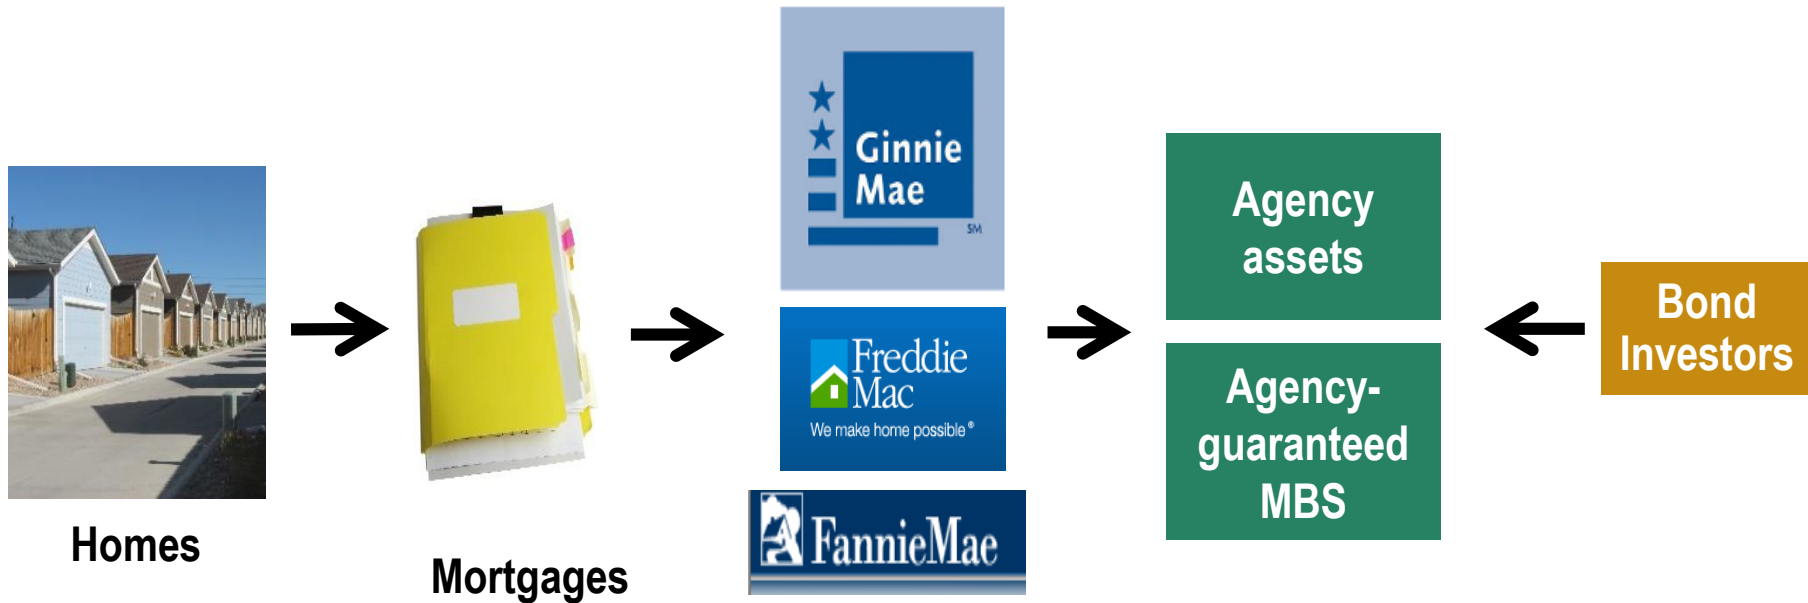 Homes
Mortgages
Ginnie
Mae
SM
Freddie
Mac
We make home possible®
FannieMae
Agency
assets
Agency-
guaranteed
MBS
Bond
Investors